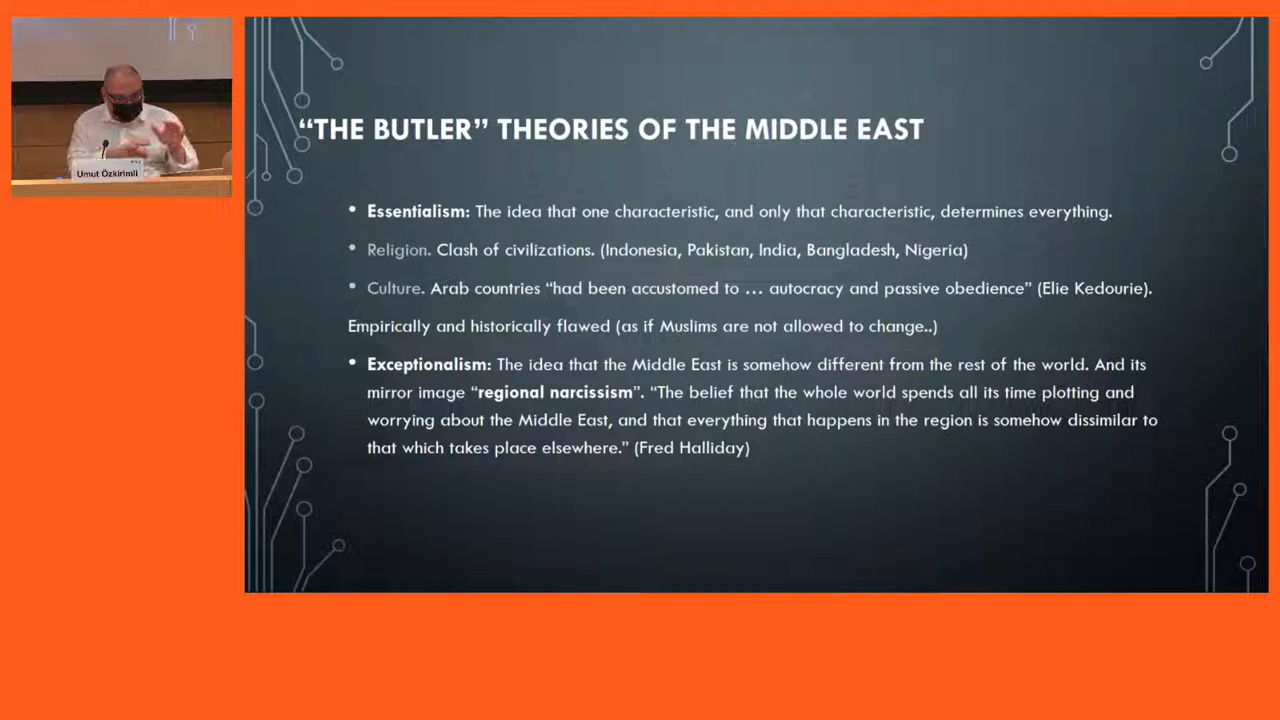 Umut Özkirimli
“THE BUTLER” THEORIES OF THE MIDDLE EAST
• Essentialism: The idea that one characteristic, and only that characteristic, determines everything.
• Religion. Clash of civilizations. (Indonesia, Pakistan, India, Bangladesh, Nigeria)
• Culture. Arab countries “had been accustomed to … autocracy and passive obedience” (Elie Kedourie).
Empirically and historically flawed (as if Muslims are not allowed to change..)
• Exceptionalism: The idea that the Middle East is somehow different from the rest of the world. And its
mirror image “regional narcissism”. “The belief that the whole world spends all its time plotting and
worrying about the Middle East, and that everything that happens in the region is somehow dissimilar to
that which takes place elsewhere.” (Fred Halliday)